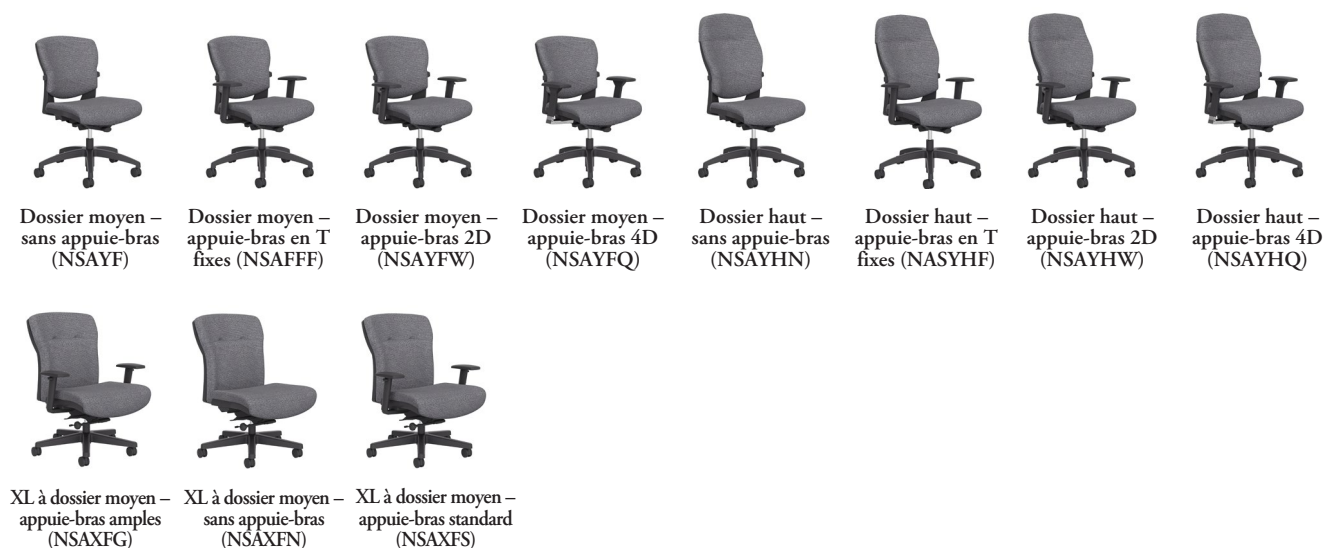 Dossier moyen –
sans appuie-bras
(NSAYF)
Dossier moyen –
appuie-bras en T
fixes (NSAFFF)
Dossier moyen –
appuie-bras 2D
(NSAYFW)
Dossier moyen –
appuie-bras 4D
(NSAYFQ)
Dossier haut –
sans appuie-bras
(NSAYHN)
Dossier haut –
appuie-bras en T
fixes (NASYHF)
Dossier haut –
appuie-bras 2D
(NSAYHW)
Dossier haut –
appuie-bras 4D
(NSAYHQ)
XL à dossier moyen –
appuie-bras amples
(NSAXFG)
XL à dossier moyen –
sans appuie-bras
(NSAXFN)
XL à dossier moyen –
appuie-bras standard
(NSAXFS)